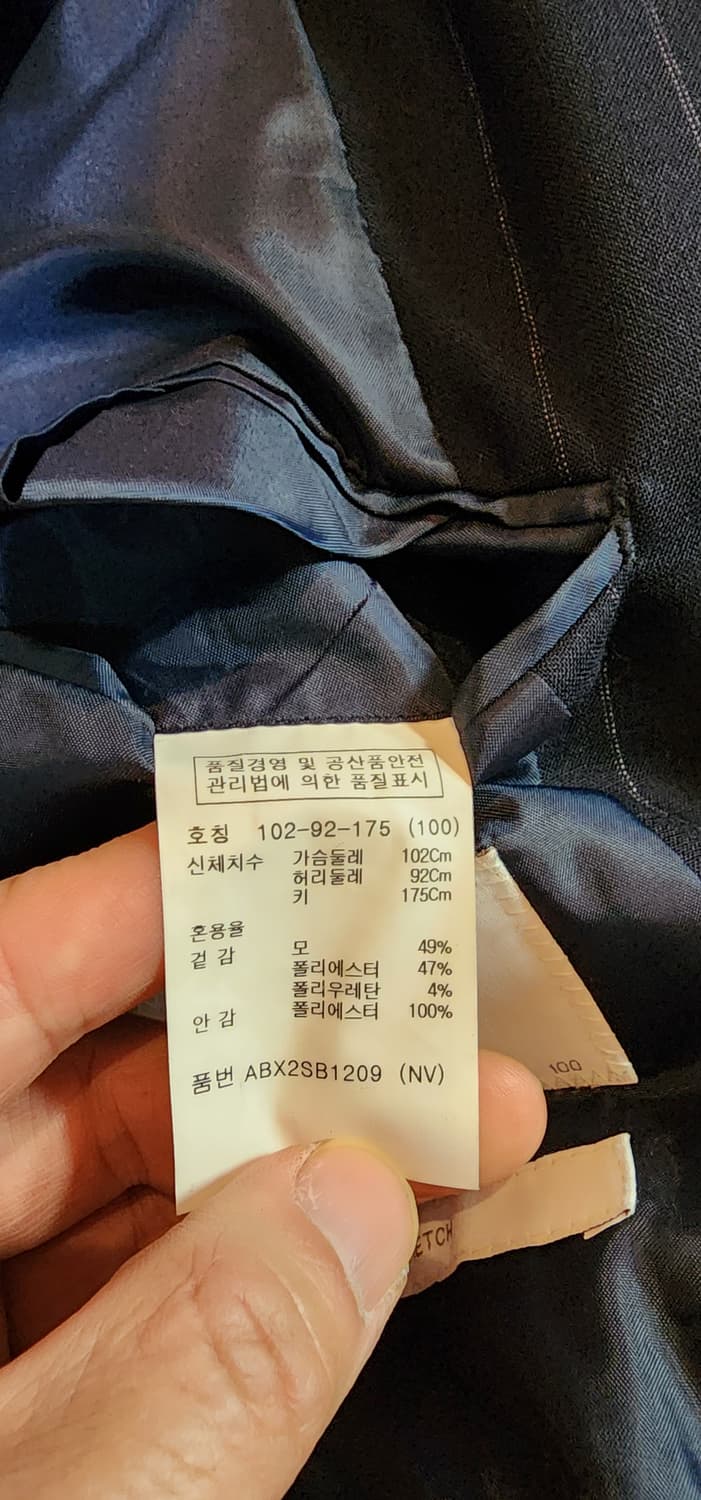 품질경영 및 공산품안전
관리법에 의한 품질표시
호칭 102-92-175 (100)
신체치수 가슴둘레 102Cm
허리둘레 92Cm
키 175Cm
혼용율
겉 감 모 49%
폴리에스터 47%
폴리우레탄 4%
안 감 폴리에스터 100%
품번 ABX2SB1209 (NV)
100
ETCH